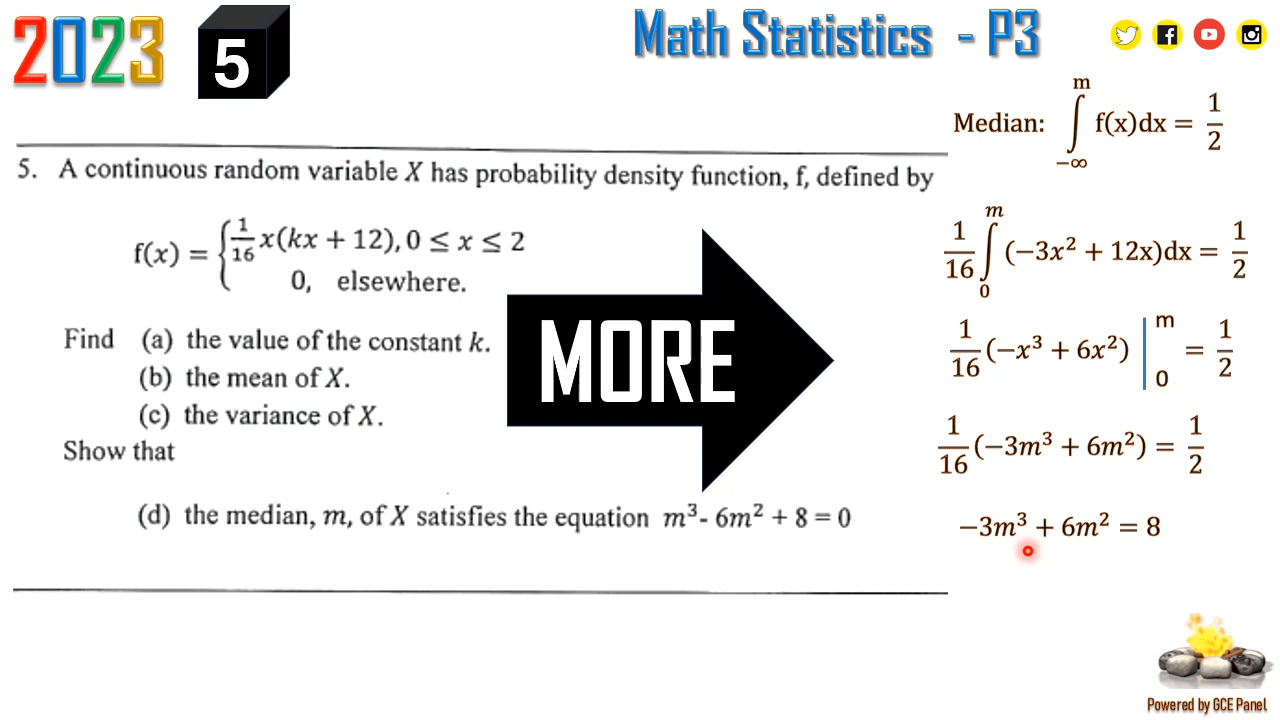 2023 5 Math Statistics - P3
5. A continuous random variable X has probability density function, f, defined by
f(x) = { 1/16 x(kx + 12), 0 ≤ x ≤ 2
0, elsewhere.
Find (a) the value of the constant k.
(b) the mean of X.
(c) the variance of X.
Show that
(d) the median, m, of X satisfies the equation m³- 6m² + 8 = 0
MORE
Median: ∫_{-∞}^{m} f(x)dx = 1/2
1/16 ∫_{0}^{m} (−3x² + 12x)dx = 1/2
1/16 (−x³ + 6x²) |_{0}^{m} = 1/2
1/16 (−3m³ + 6m²) = 1/2
−3m³ + 6m² = 8
Powered by GCE Panel